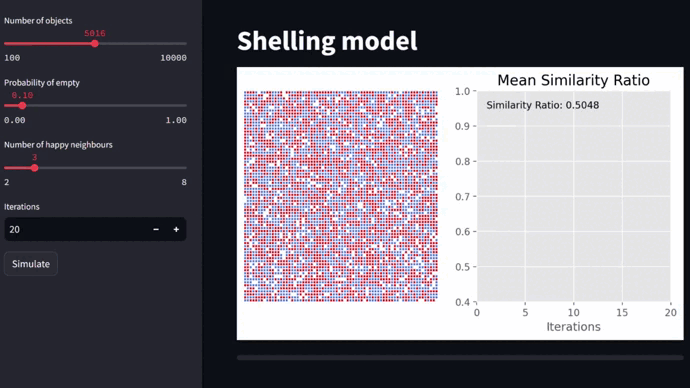 Number of objects
5016
100 10000
Probability of empty
0.10
0.00 1.00
Number of happy neighbours
3
2 8
Iterations
20 − +
Simulate
Shelling model
Mean Similarity Ratio
Similarity Ratio: 0.5048
1.0
0.9
0.8
0.7
0.6
0.5
0.4
0 5 10 15 20
Iterations